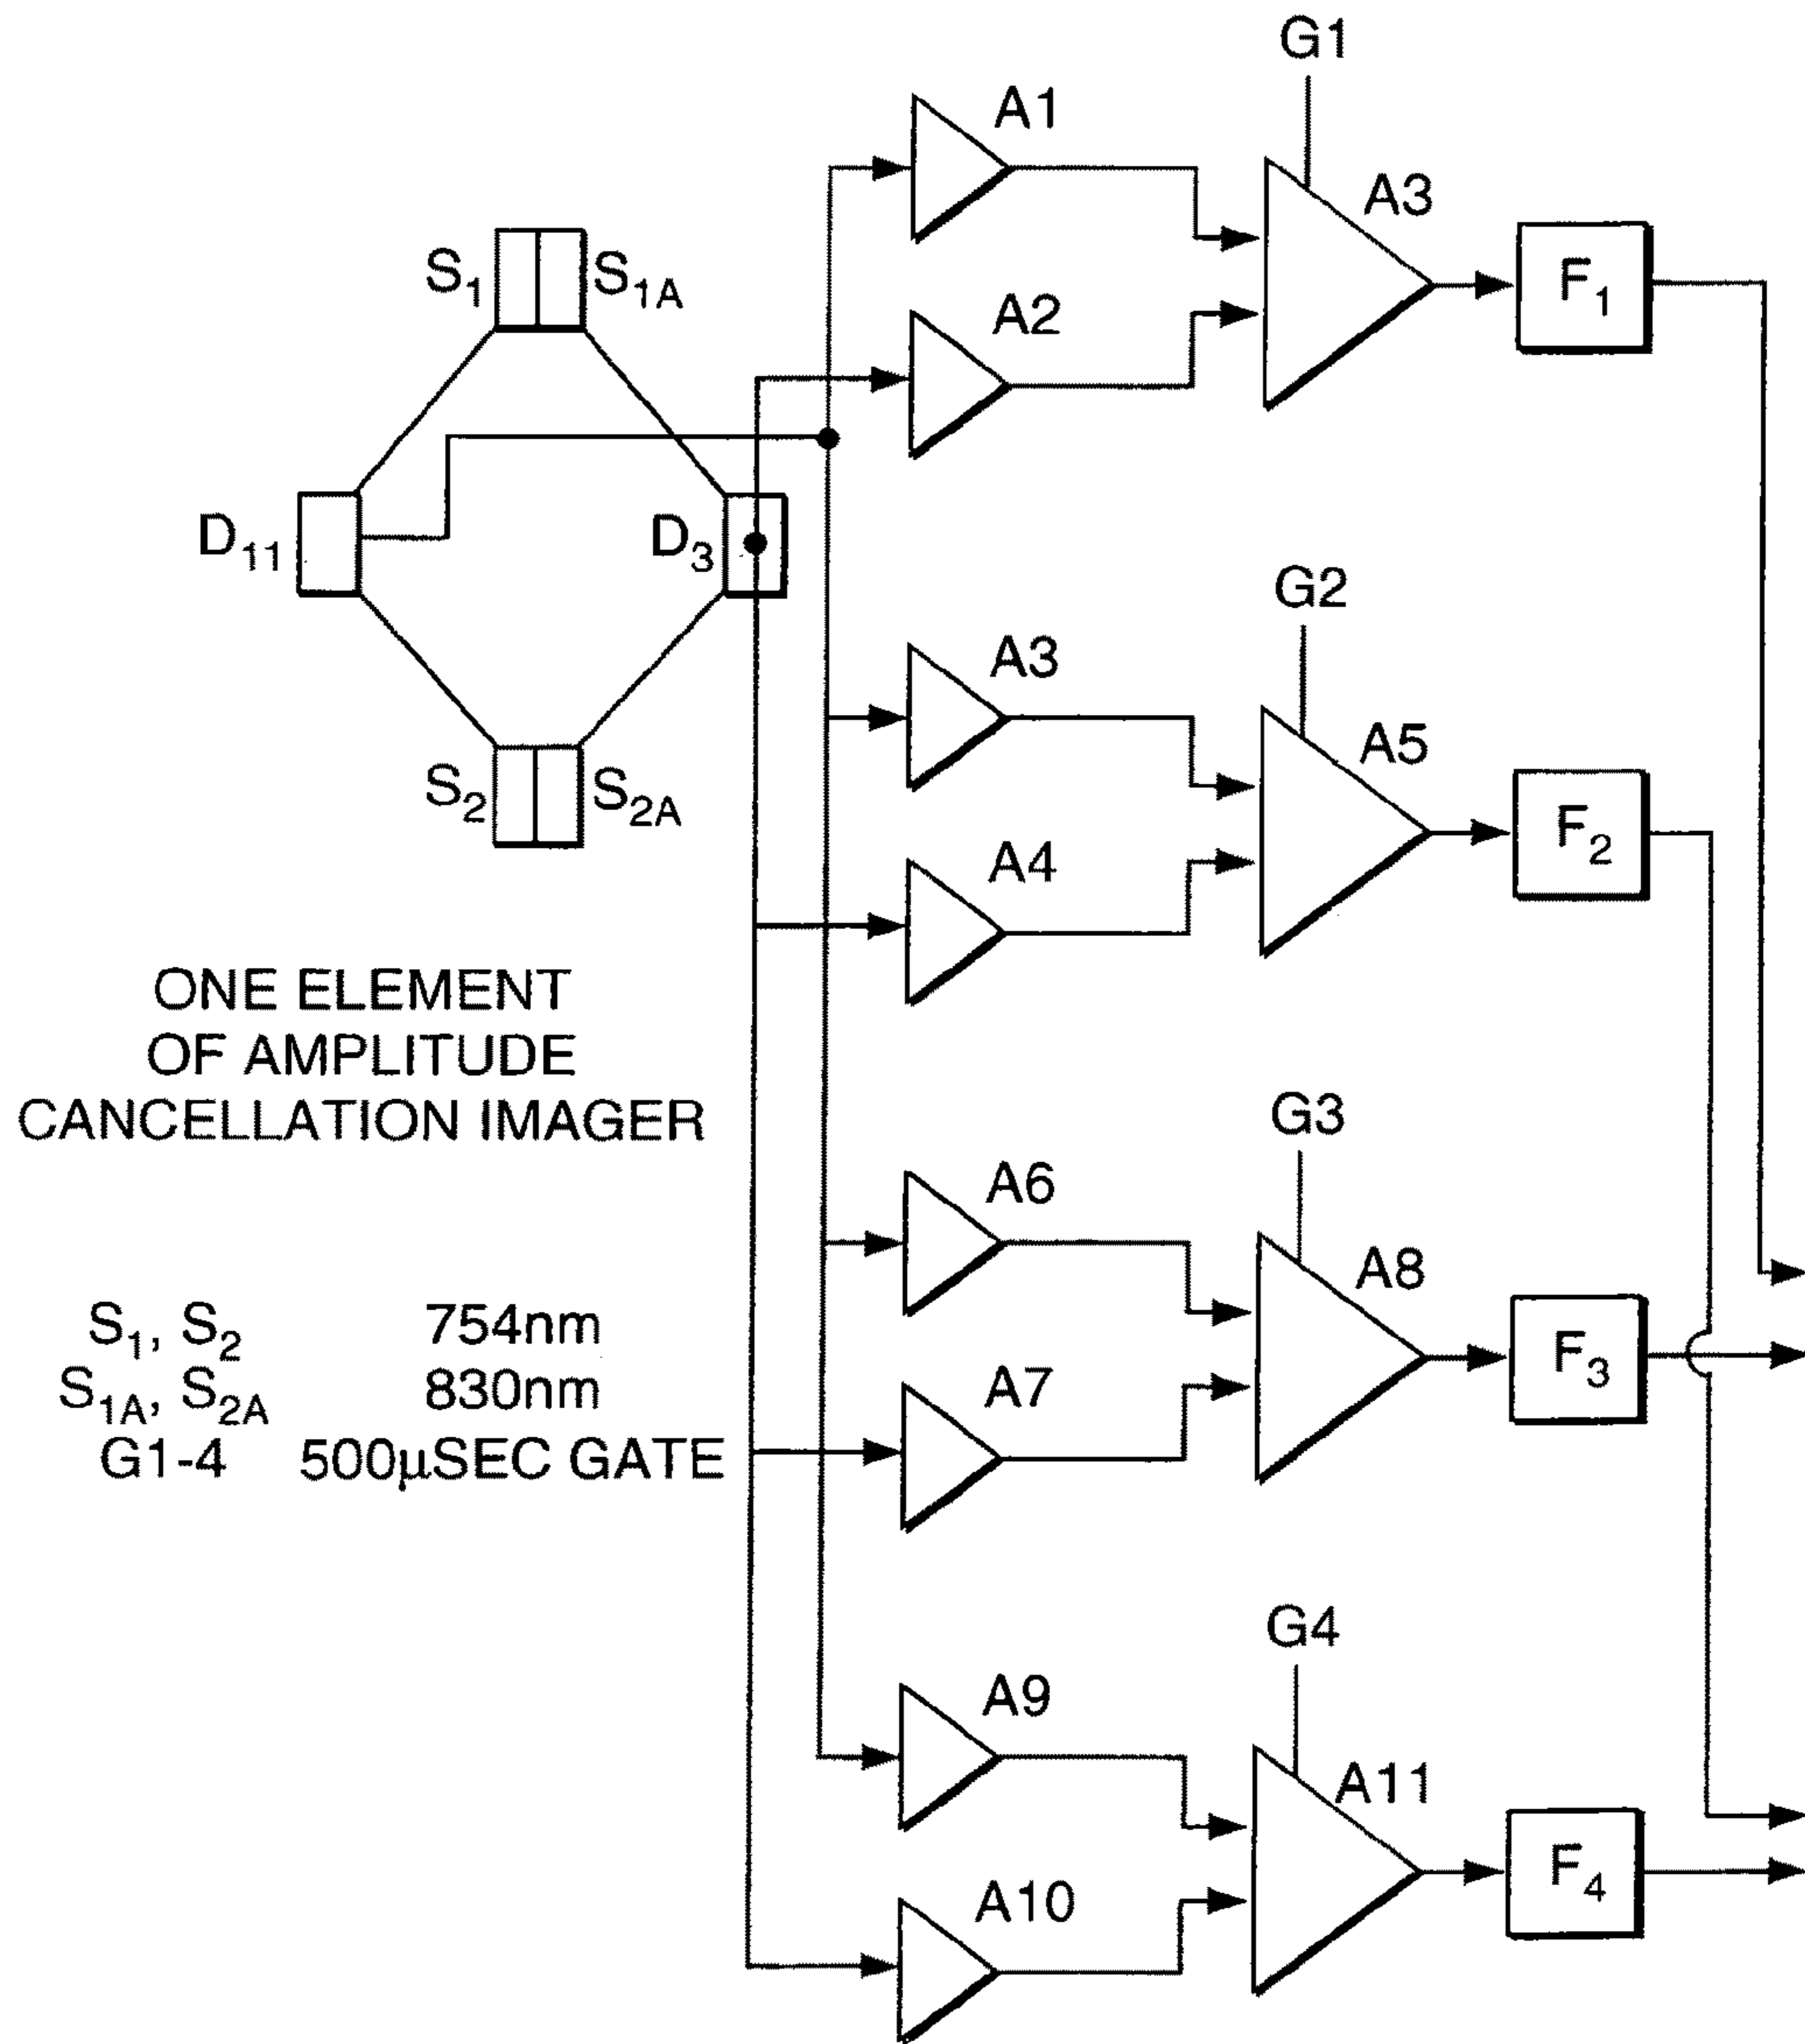 G1
A1
A3
S₁ S₁A
F₁
A2
D₁₁ D₃
G2
A3
A5
S₂ S₂A
F₂
A4
ONE ELEMENT
OF AMPLITUDE
CANCELLATION IMAGER
G3
A6
A8
S₁, S₂ 754nm
F₃
S₁A, S₂A 830nm
A7
G1-4 500μSEC GATE
G4
A9
A11
F₄
A10